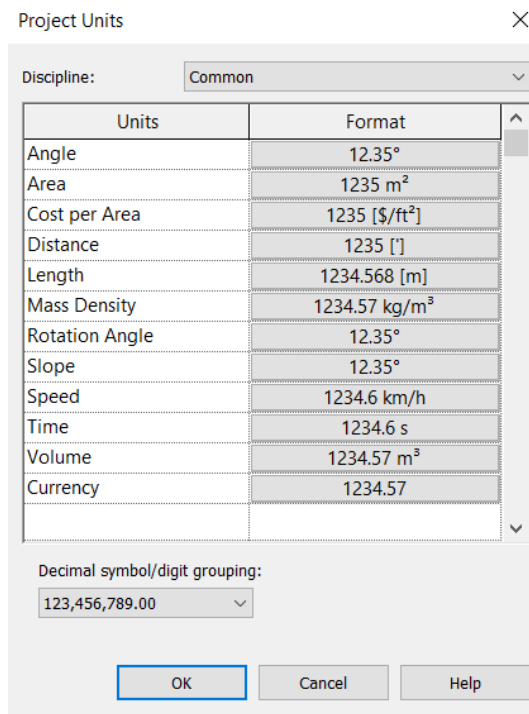 Project Units
Discipline: Common
Units Format
Angle 12.35°
Area 1235 m²
Cost per Area 1235 [$/ft²]
Distance 1235 [']
Length 1234.568 [m]
Mass Density 1234.57 kg/m³
Rotation Angle 12.35°
Slope 12.35°
Speed 1234.6 km/h
Time 1234.6 s
Volume 1234.57 m³
Currency 1234.57
Decimal symbol/digit grouping:
123,456,789.00
OK Cancel Help